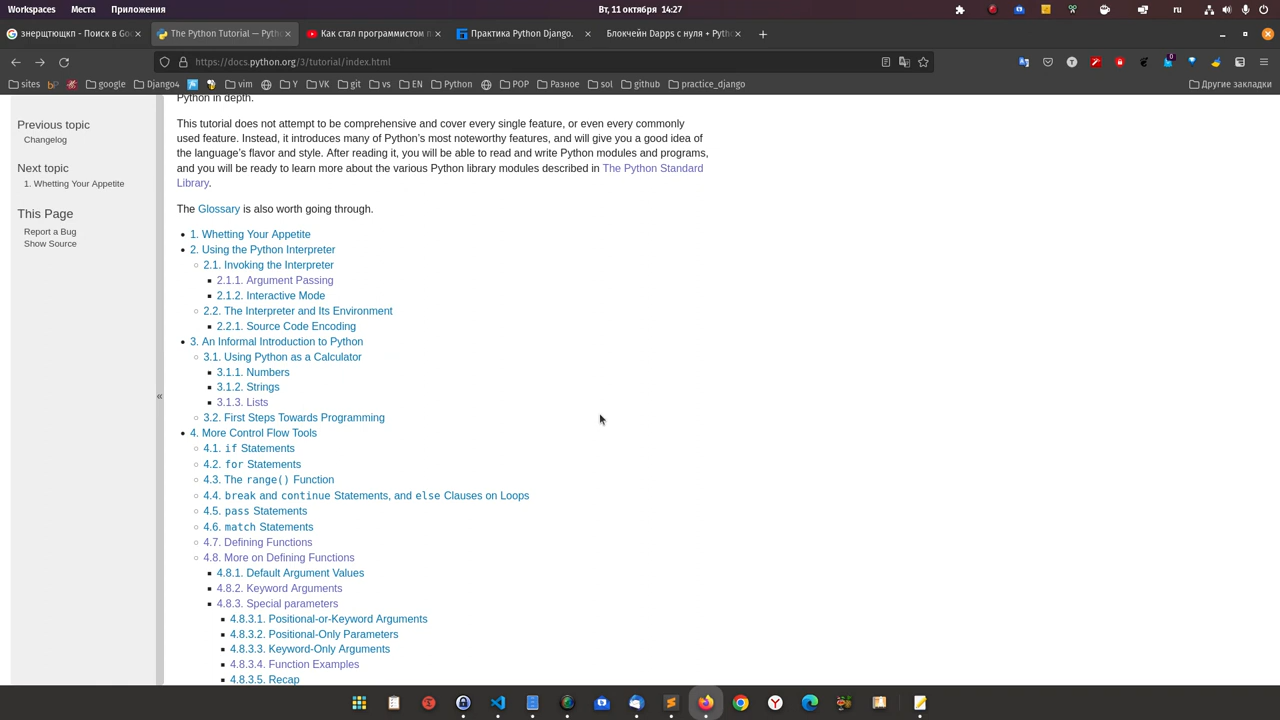 Workspaces Места Приложения Вт, 11 октября 14:27 ru
знерщтщкп - Поиск в Goo The Python Tutorial — Pytho Как стал программистом п Практика Python Django. Блокчейн Dapps с нуля + Pytho
https://docs.python.org/3/tutorial/index.html
sites google Django4 vim Y VK git vs EN Python POP Разное sol github practice_django Другие закладки
Python in depth.
Previous topic
Changelog
Next topic
1. Whetting Your Appetite
This Page
Report a Bug
Show Source
This tutorial does not attempt to be comprehensive and cover every single feature, or even every commonly
used feature. Instead, it introduces many of Python's most noteworthy features, and will give you a good idea of
the language's flavor and style. After reading it, you will be able to read and write Python modules and programs,
and you will be ready to learn more about the various Python library modules described in The Python Standard
Library.
The Glossary is also worth going through.
1. Whetting Your Appetite
2. Using the Python Interpreter
2.1. Invoking the Interpreter
2.1.1. Argument Passing
2.1.2. Interactive Mode
2.2. The Interpreter and Its Environment
2.2.1. Source Code Encoding
3. An Informal Introduction to Python
3.1. Using Python as a Calculator
3.1.1. Numbers
3.1.2. Strings
3.1.3. Lists
3.2. First Steps Towards Programming
4. More Control Flow Tools
4.1. if Statements
4.2. for Statements
4.3. The range() Function
4.4. break and continue Statements, and else Clauses on Loops
4.5. pass Statements
4.6. match Statements
4.7. Defining Functions
4.8. More on Defining Functions
4.8.1. Default Argument Values
4.8.2. Keyword Arguments
4.8.3. Special parameters
4.8.3.1. Positional-or-Keyword Arguments
4.8.3.2. Positional-Only Parameters
4.8.3.3. Keyword-Only Arguments
4.8.3.4. Function Examples
4.8.3.5. Recap
«